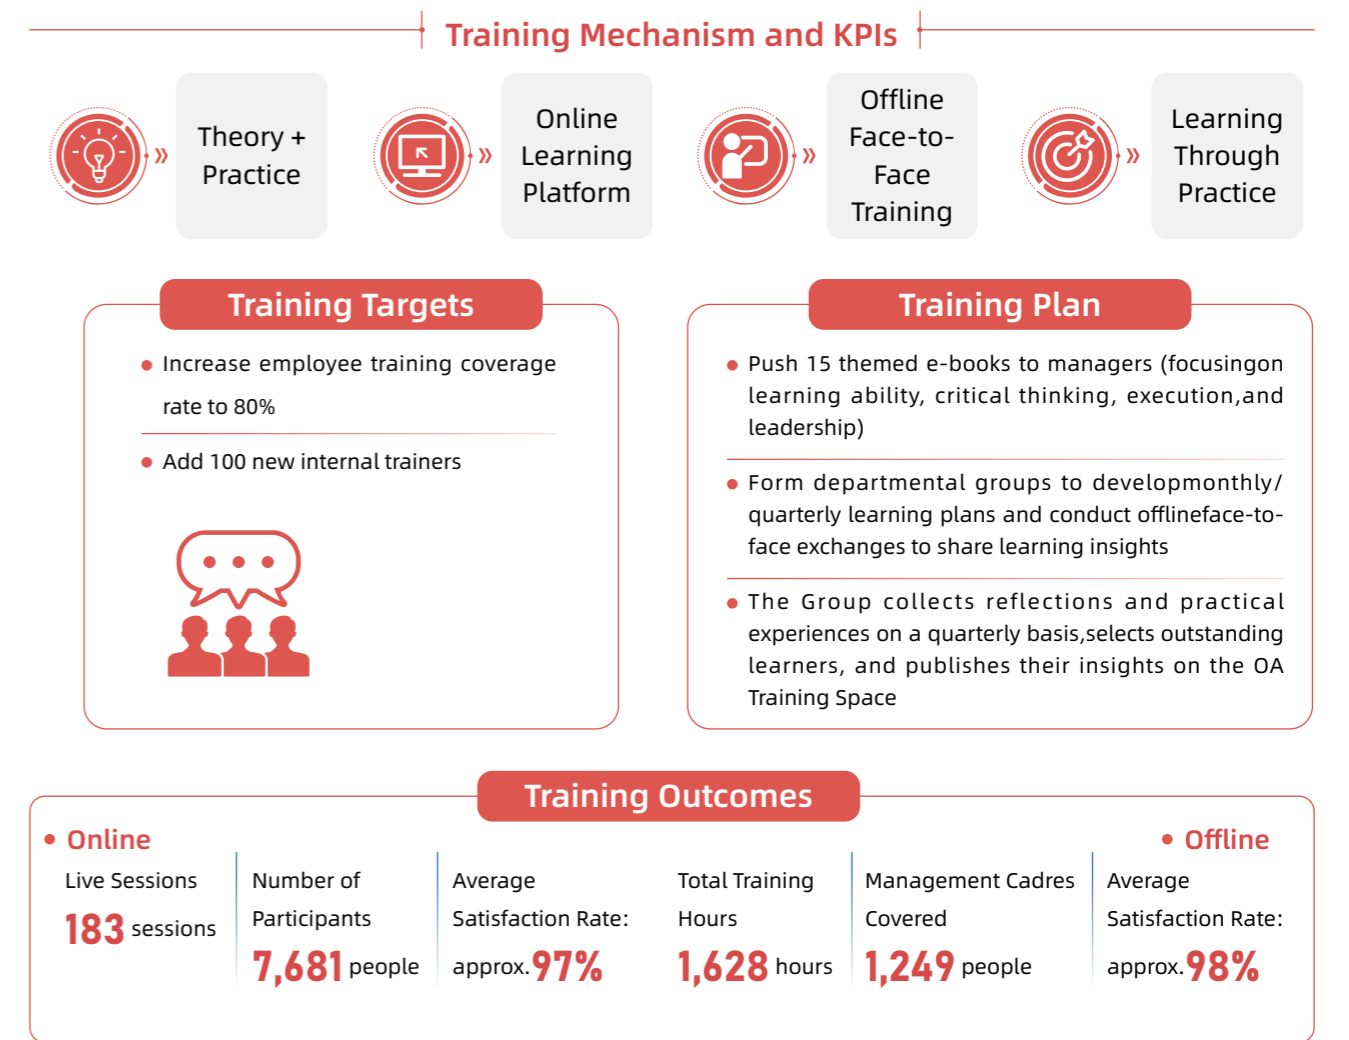 Training Mechanism and KPIs
Theory +
Practice
Online
Learning
Platform
Offline
Face-to-
Face
Training
Learning
Through
Practice
Training Targets
Increase employee training coverage
rate to 80%
Add 100 new internal trainers
Training Plan
Push 15 themed e-books to managers (focusingon
learning ability, critical thinking, execution,and
leadership)
Form departmental groups to developmonthly/
quarterly learning plans and conduct offlineface-to-
face exchanges to share learning insights
The Group collects reflections and practical
experiences on a quarterly basis,selects outstanding
learners, and publishes their insights on the OA
Training Space
Training Outcomes
Online
Live Sessions
183 sessions
Number of
Participants
7,681 people
Average
Satisfaction Rate:
approx.97%
Offline
Total Training
Hours
1,628 hours
Management Cadres
Covered
1,249 people
Average
Satisfaction Rate:
approx.98%